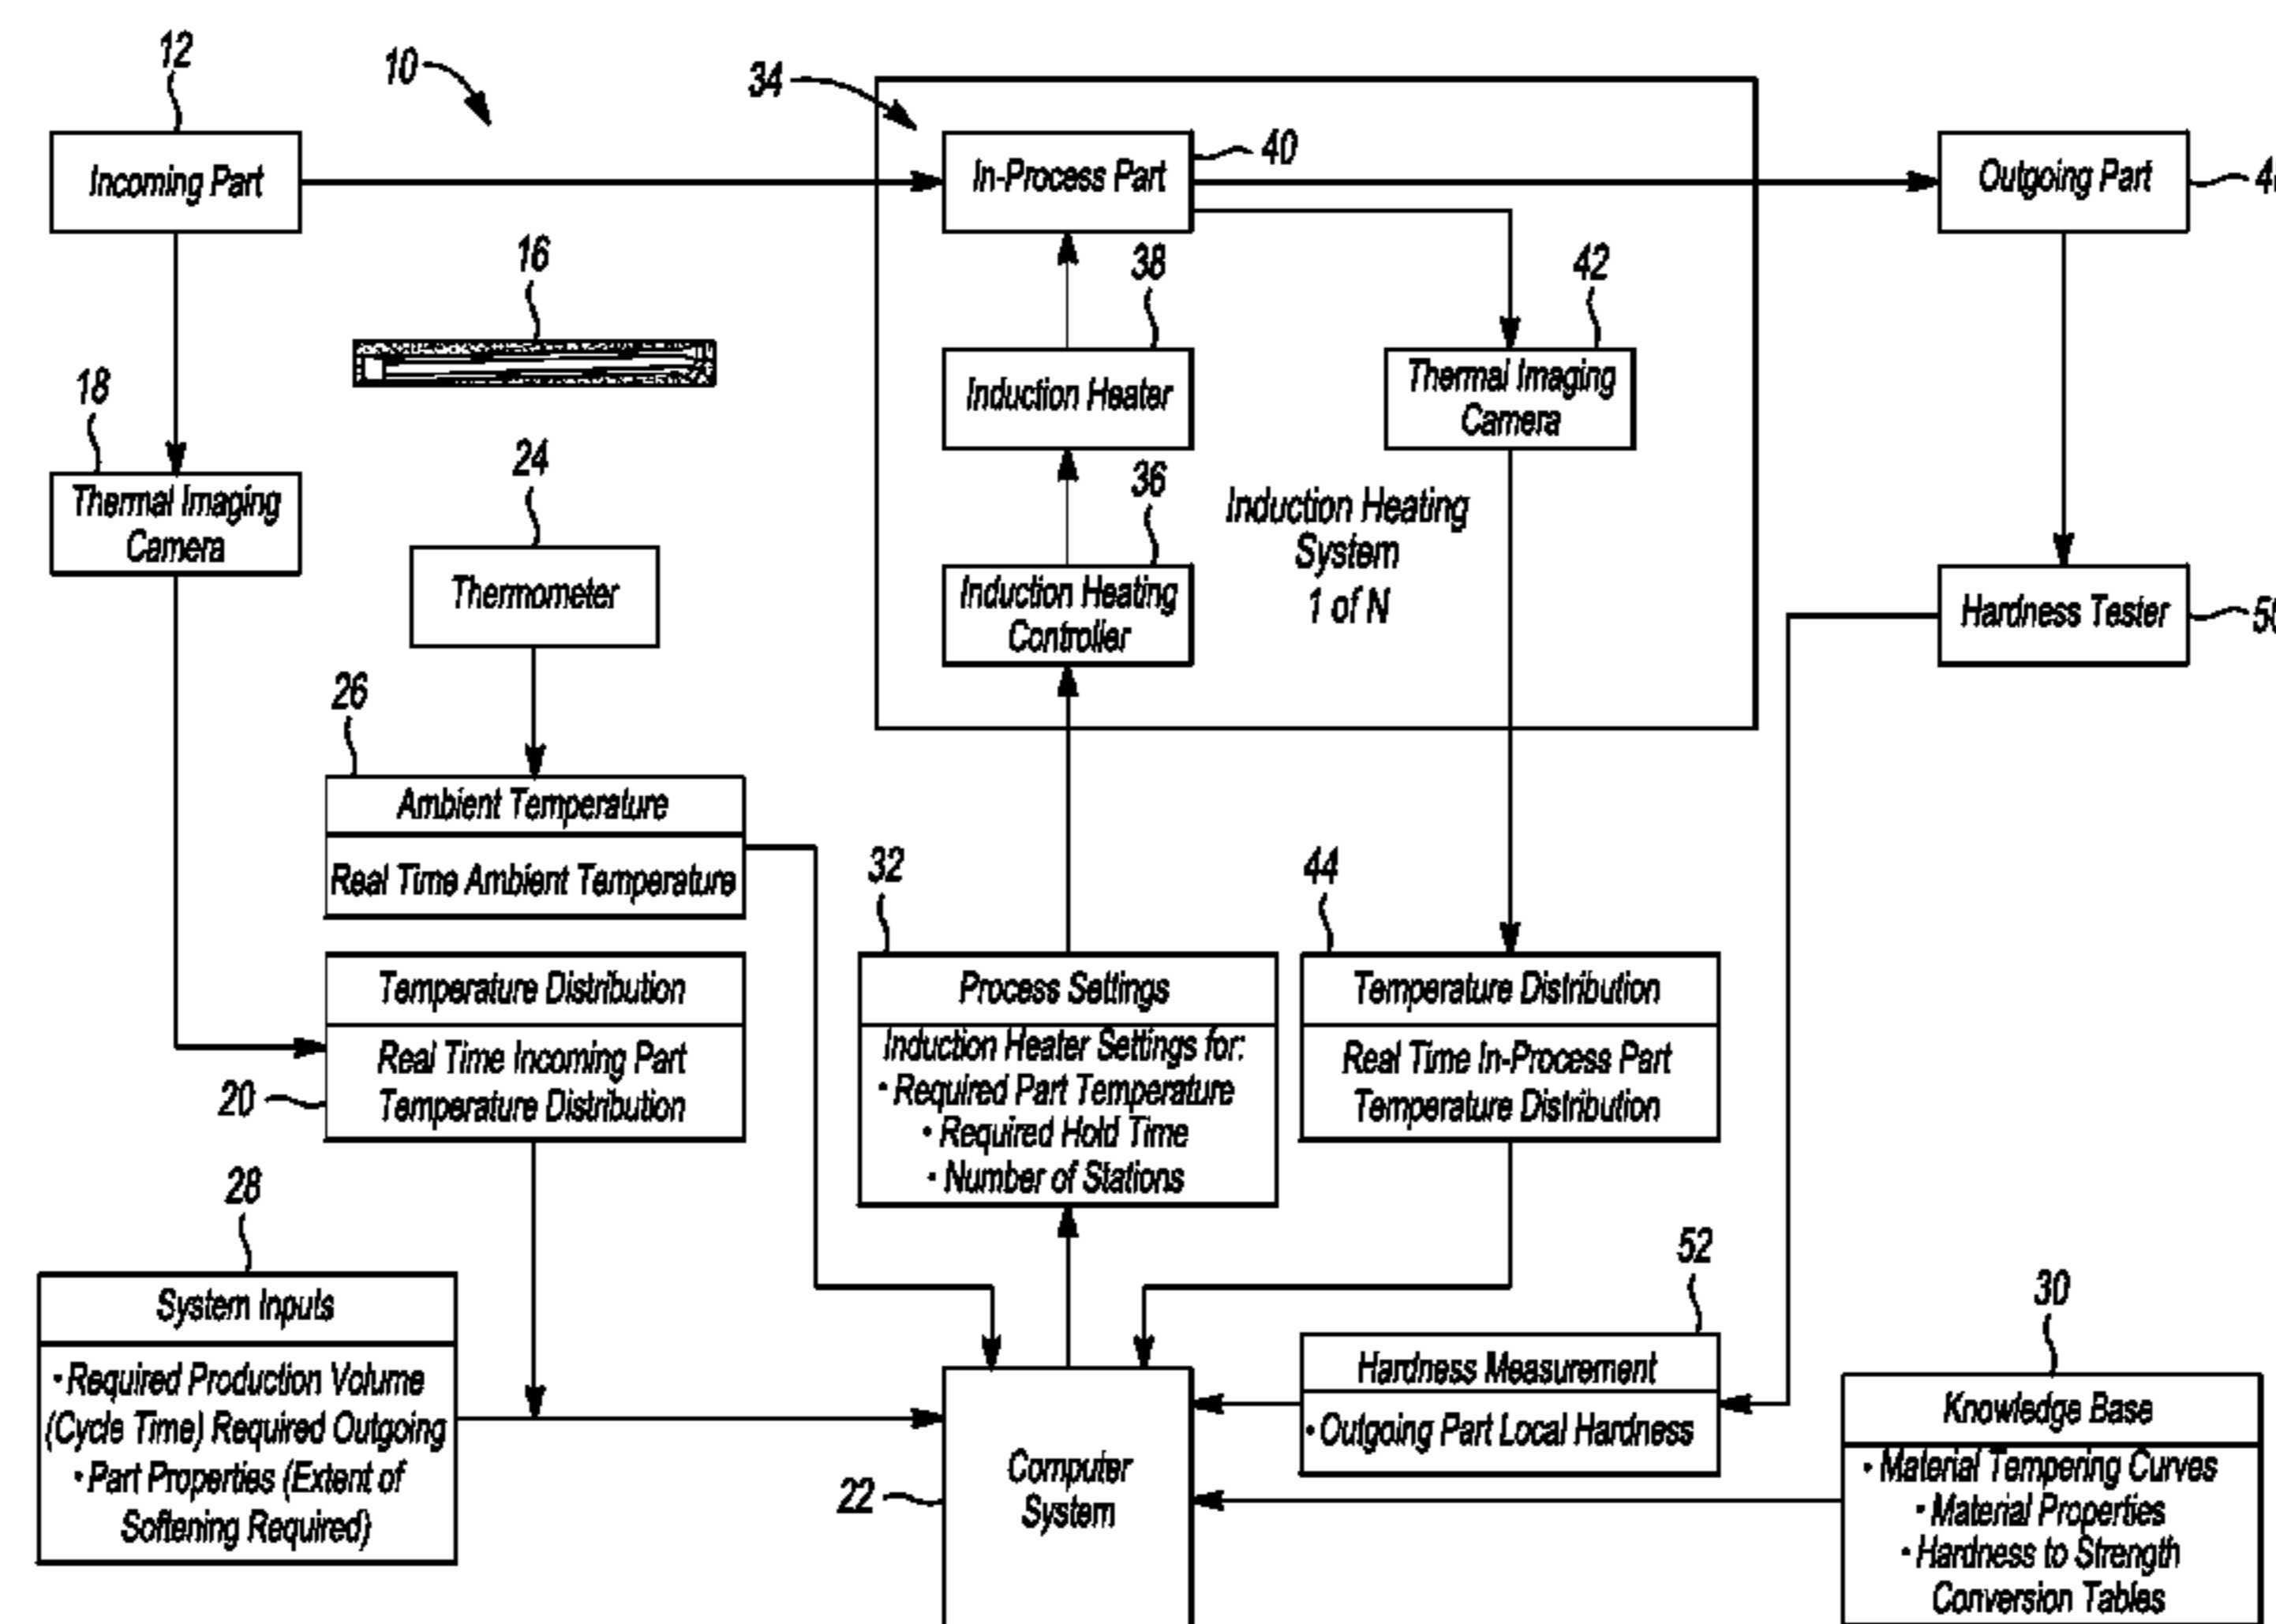 12
10
34
Incoming Part
In-Process Part
40
Outgoing Part
16
38
42
18
Induction Heater
Thermal Imaging
Camera
24
36
Thermal Imaging
Camera
Induction Heating
System
1 of N
Thermometer
Induction Heating
Controller
Hardness Tester
26
Ambient Temperature
Real Time Ambient Temperature
32
44
Temperature Distribution
Real Time Incoming Part
Temperature Distribution
20
Process Settings
Induction Heater Settings for:
• Required Part Temperature
• Required Hold Time
• Number of Stations
Temperature Distribution
Real Time In-Process Part
Temperature Distribution
28
System Inputs
• Required Production Volume
(Cycle Time) Required Outgoing
• Part Properties (Extent of
Softening Required)
52
Hardness Measurement
• Outgoing Part Local Hardness
30
Knowledge Base
• Material Tempering Curves
• Material Properties
• Hardness to Strength
Conversion Tables
22
Computer
System